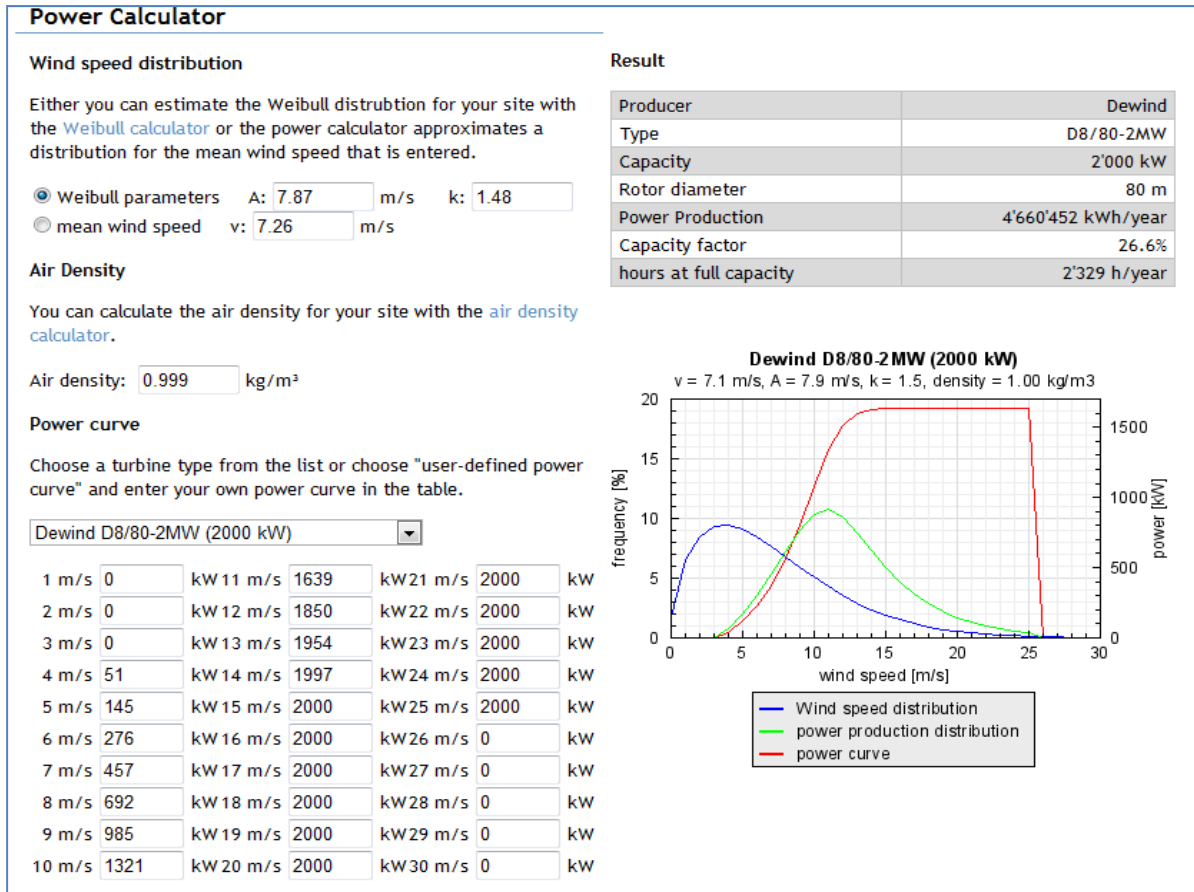 Power Calculator
Wind speed distribution
Either you can estimate the Weibull distrubtion for your site with
the Weibull calculator or the power calculator approximates a
distribution for the mean wind speed that is entered.
Weibull parameters A: 7.87 m/s k: 1.48
mean wind speed v: 7.26 m/s
Air Density
You can calculate the air density for your site with the air density
calculator.
Air density: 0.999 kg/m³
Power curve
Choose a turbine type from the list or choose "user-defined power
curve" and enter your own power curve in the table.
Dewind D8/80-2MW (2000 kW)
1 m/s 0 kW 11 m/s 1639 kW 21 m/s 2000 kW
2 m/s 0 kW 12 m/s 1850 kW 22 m/s 2000 kW
3 m/s 0 kW 13 m/s 1954 kW 23 m/s 2000 kW
4 m/s 51 kW 14 m/s 1997 kW 24 m/s 2000 kW
5 m/s 145 kW 15 m/s 2000 kW 25 m/s 2000 kW
6 m/s 276 kW 16 m/s 2000 kW 26 m/s 0 kW
7 m/s 457 kW 17 m/s 2000 kW 27 m/s 0 kW
8 m/s 692 kW 18 m/s 2000 kW 28 m/s 0 kW
9 m/s 985 kW 19 m/s 2000 kW 29 m/s 0 kW
10 m/s 1321 kW 20 m/s 2000 kW 30 m/s 0 kW
Result
Producer Dewind
Type D8/80-2MW
Capacity 2'000 kW
Rotor diameter 80 m
Power Production 4'660'452 kWh/year
Capacity factor 26.6%
hours at full capacity 2'329 h/year
Dewind D8/80-2MW (2000 kW)
v = 7.1 m/s, A = 7.9 m/s, k = 1.5, density = 1.00 kg/m3
frequency [%]
20
15
10
5
0
power [kW]
1500
1000
500
0
0 5 10 15 20 25 30
wind speed [m/s]
Wind speed distribution
power production distribution
power curve